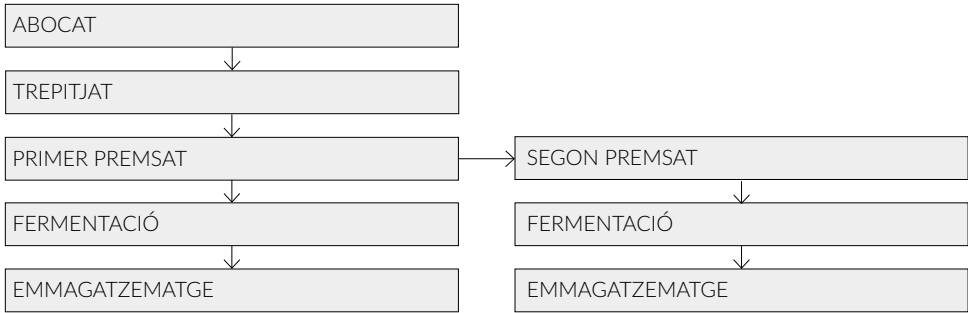 ABOCAT
TREPITJAT
PRIMER PREMSAT
SEGON PREMSAT
FERMENTACIÓ
FERMENTACIÓ
EMMAGATZEMATGE
EMMAGATZEMATGE